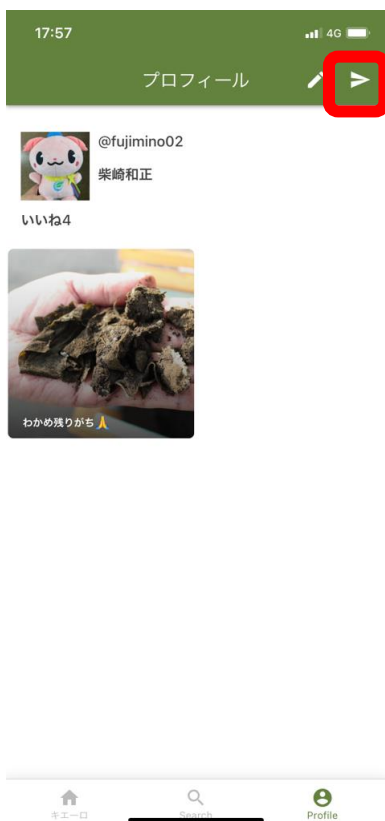 17:57
4G
プロフィール
@fujimino02
柴崎和正
いいね4
わかめ残りがち🙏
キエーロ
Search
Profile